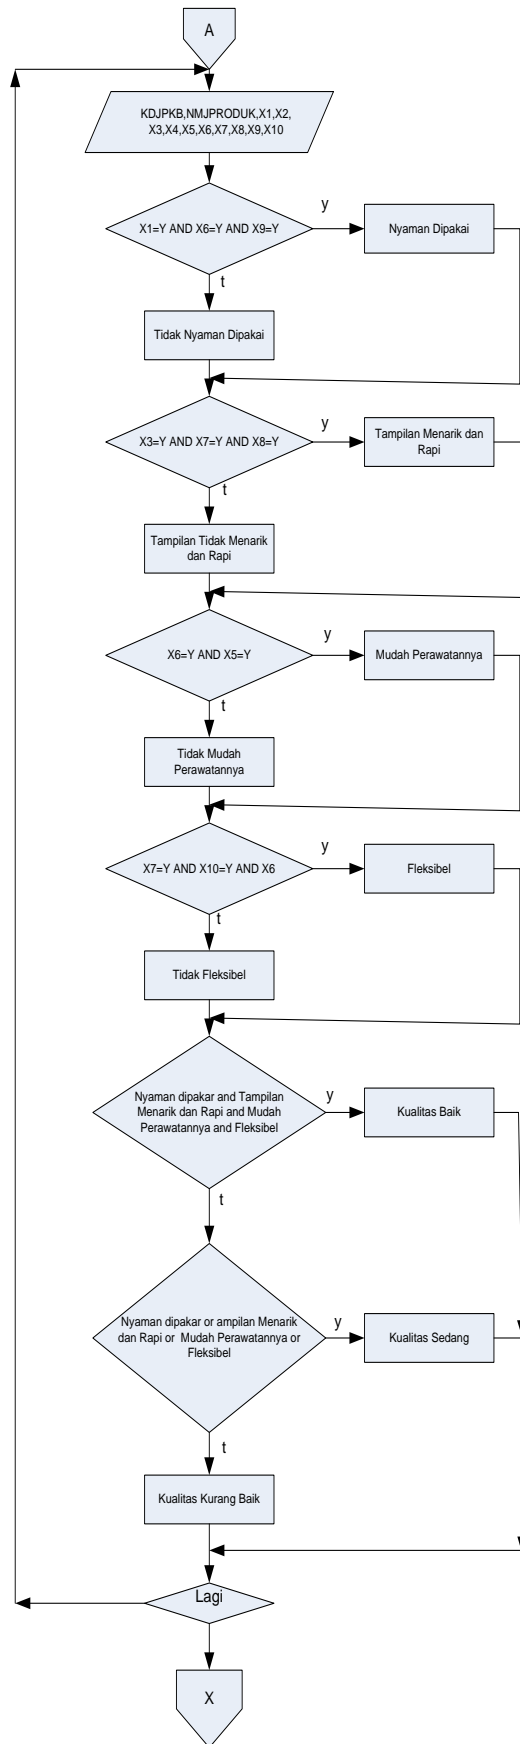 A
KDJPKB,NMJPRODUK,X1,X2,
X3,X4,X5,X6,X7,X8,X9,X10
X1=Y AND X6=Y AND X9=Y
y
Nyaman Dipakai
t
Tidak Nyaman Dipakai
X3=Y AND X7=Y AND X8=Y
y
Tampilan Menarik dan
Rapi
t
Tampilan Tidak Menarik
dan Rapi
X6=Y AND X5=Y
y
Mudah Perawatannya
t
Tidak Mudah
Perawatannya
X7=Y AND X10=Y AND X6
y
Fleksibel
t
Tidak Fleksibel
Nyaman dipakar and Tampilan
Menarik dan Rapi and Mudah
Perawatannya and Fleksibel
y
Kualitas Baik
t
Nyaman dipakar or ampilan Menarik
dan Rapi or Mudah Perawatannya or
Fleksibel
y
Kualitas Sedang
t
Kualitas Kurang Baik
Lagi
X